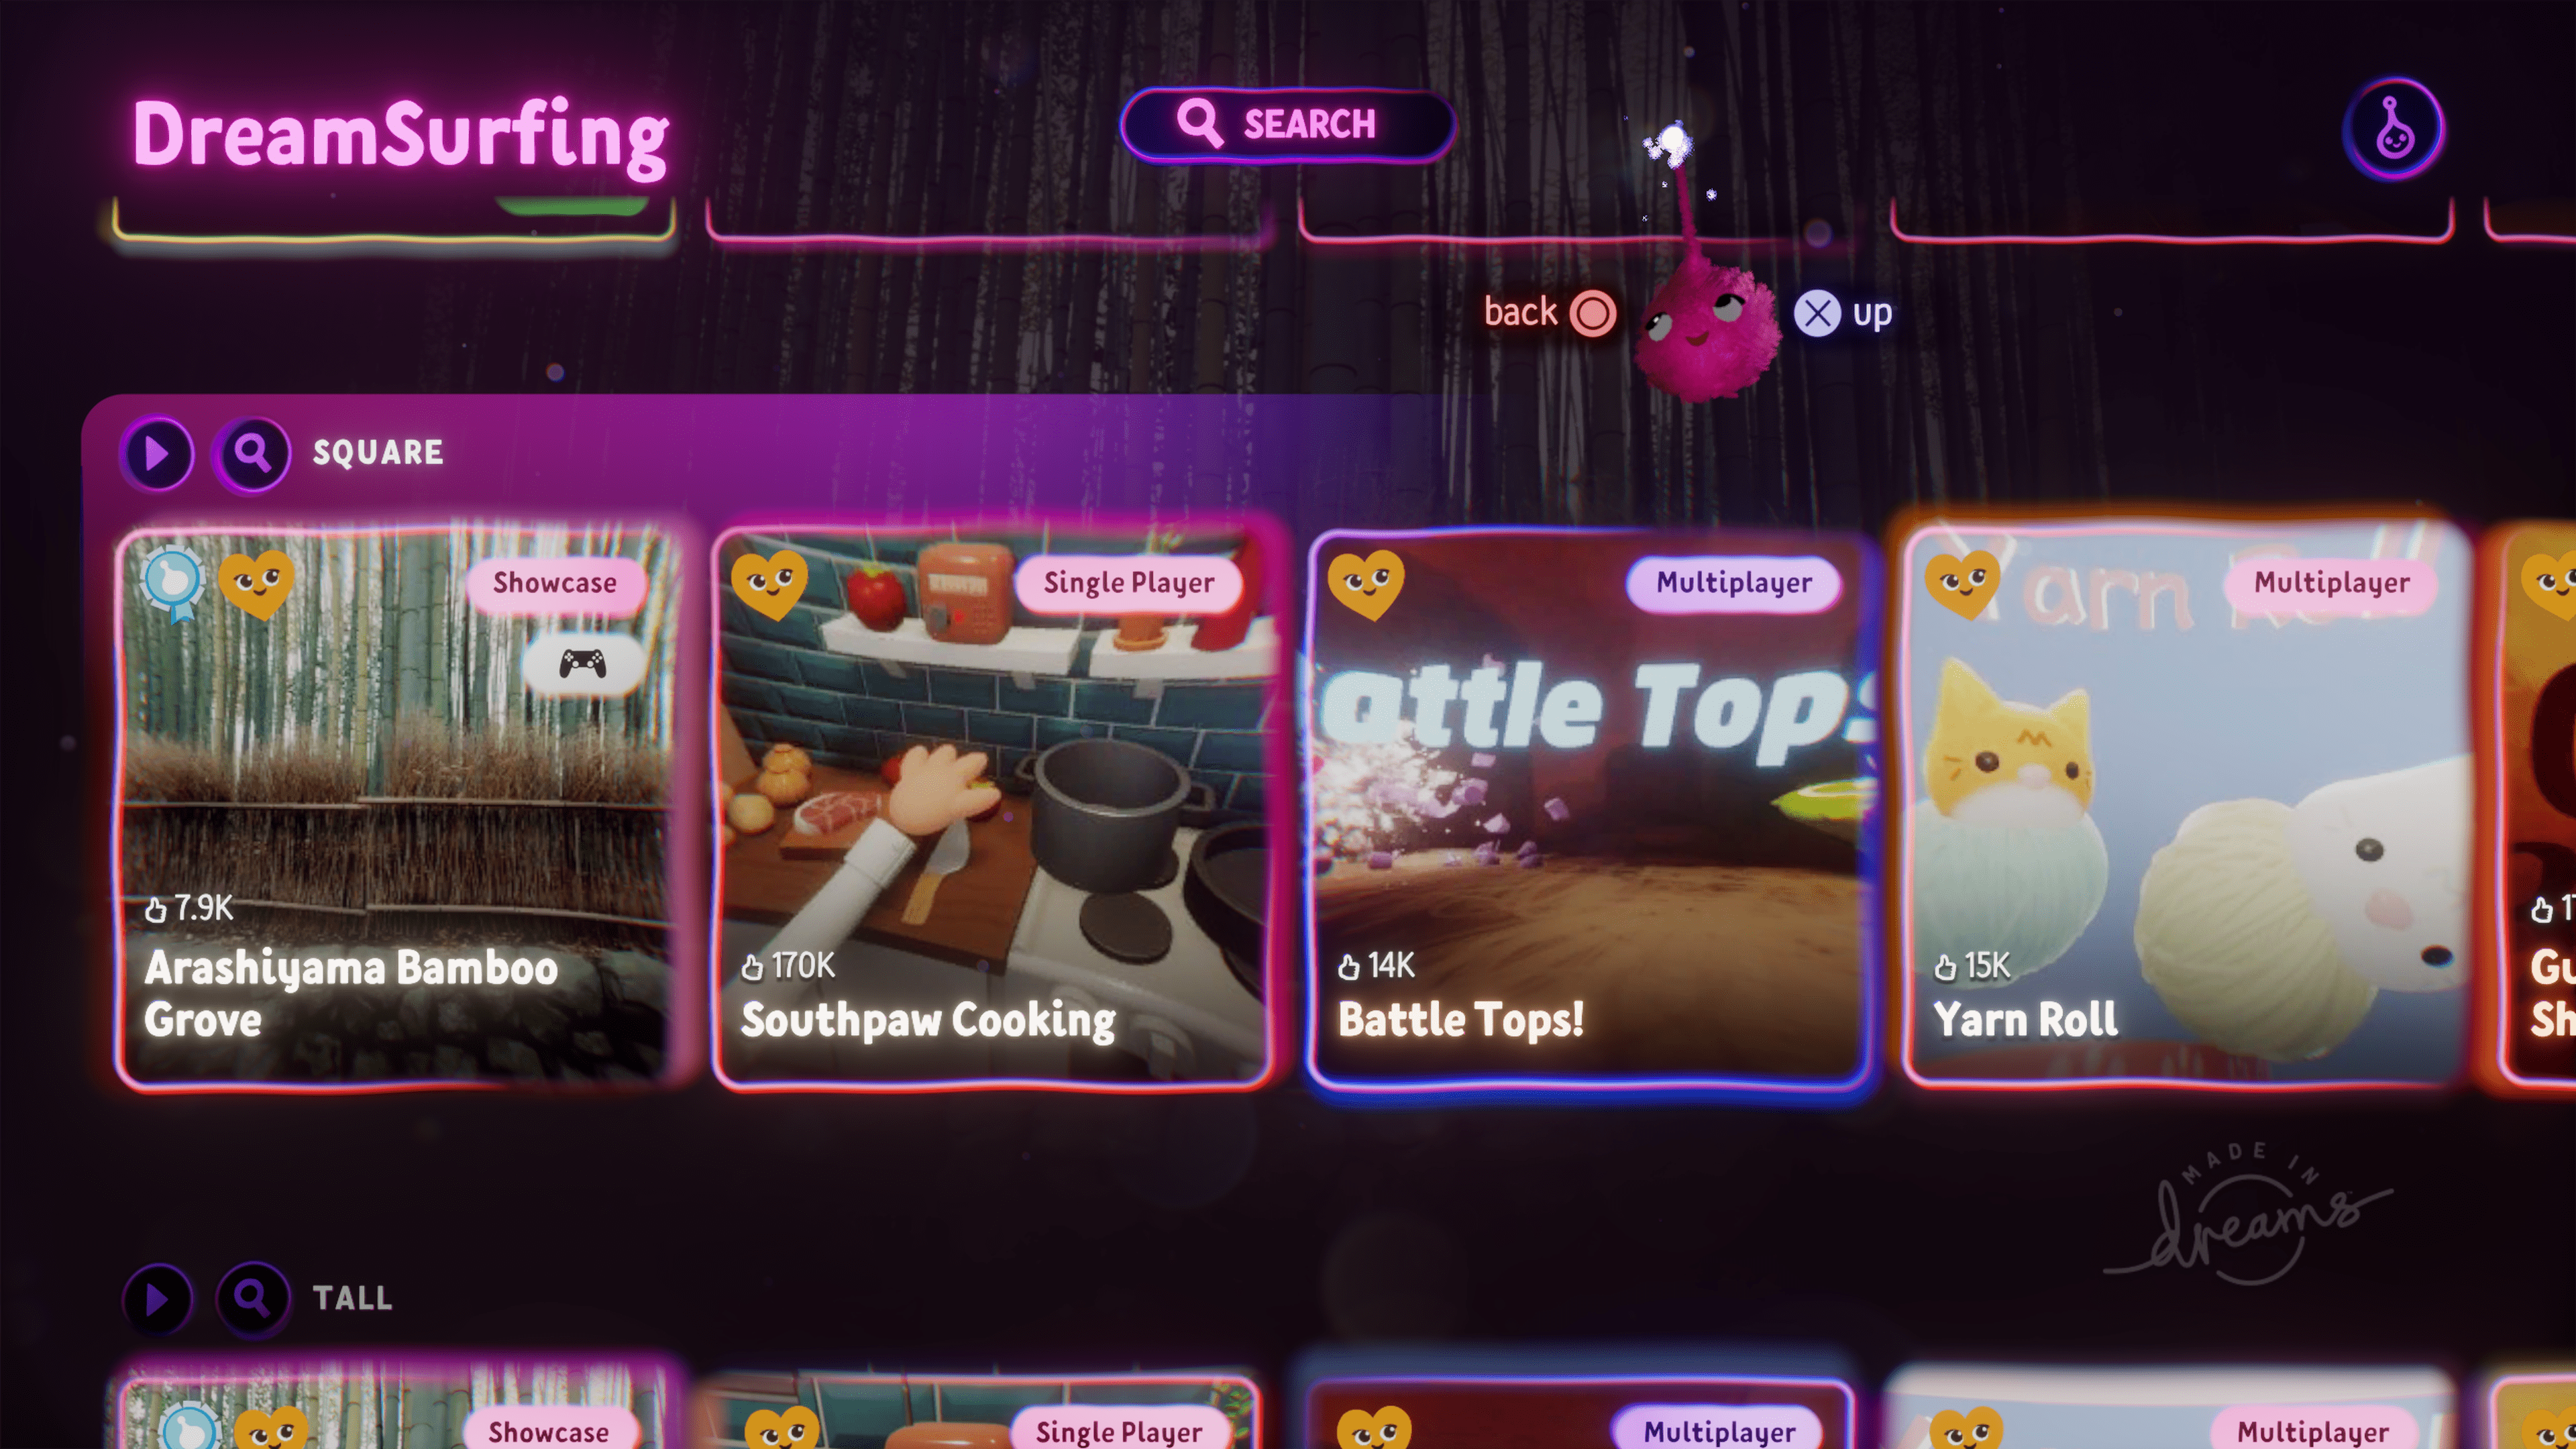 DreamSurfing
SEARCH
back up
SQUARE
Showcase
7.9K
Arashiyama Bamboo
Grove
Single Player
170K
Southpaw Cooking
Multiplayer
attle Tops
14K
Battle Tops!
Multiplayer
Yarn
15K
Yarn Roll
MADE IN
dreams
TALL
Showcase
Single Player
Multiplayer
Multiplayer